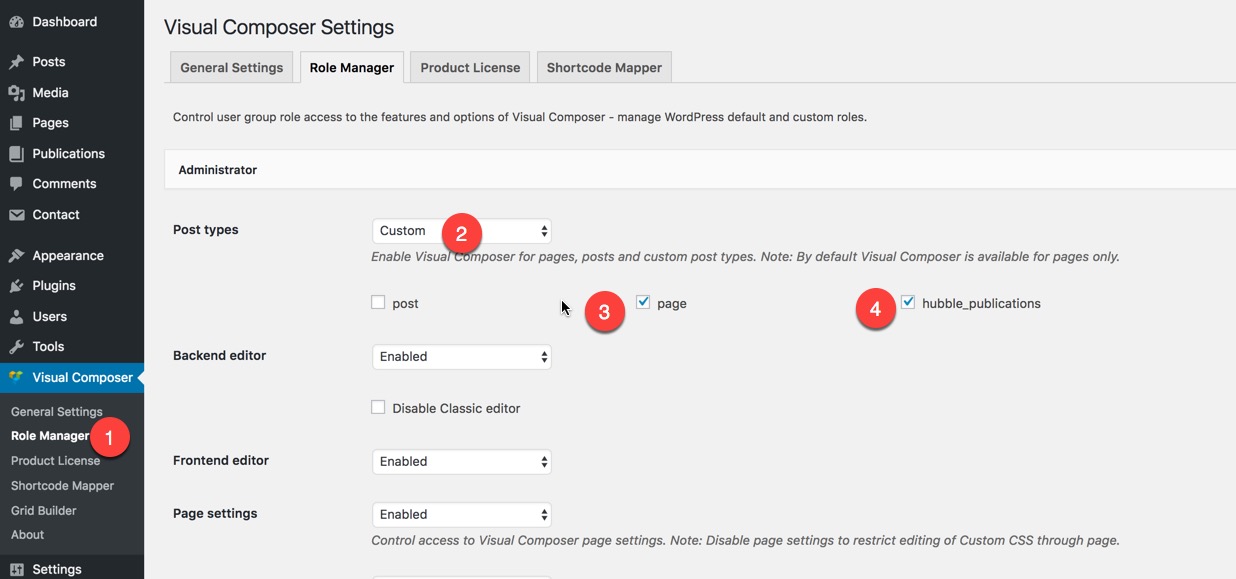 Dashboard
Posts
Media
Pages
Publications
Comments
Contact
Appearance
Plugins
Users
Tools
Visual Composer
General Settings
Role Manager 1
Product License
Shortcode Mapper
Grid Builder
About
Settings
Visual Composer Settings
General Settings Role Manager Product License Shortcode Mapper
Control user group role access to the features and options of Visual Composer - manage WordPress default and custom roles.
Administrator
Post types Custom 2
Enable Visual Composer for pages, posts and custom post types. Note: By default Visual Composer is available for pages only.
post 3 page 4 hubble_publications
Backend editor Enabled
Disable Classic editor
Frontend editor Enabled
Page settings Enabled
Control access to Visual Composer page settings. Note: Disable page settings to restrict editing of Custom CSS through page.